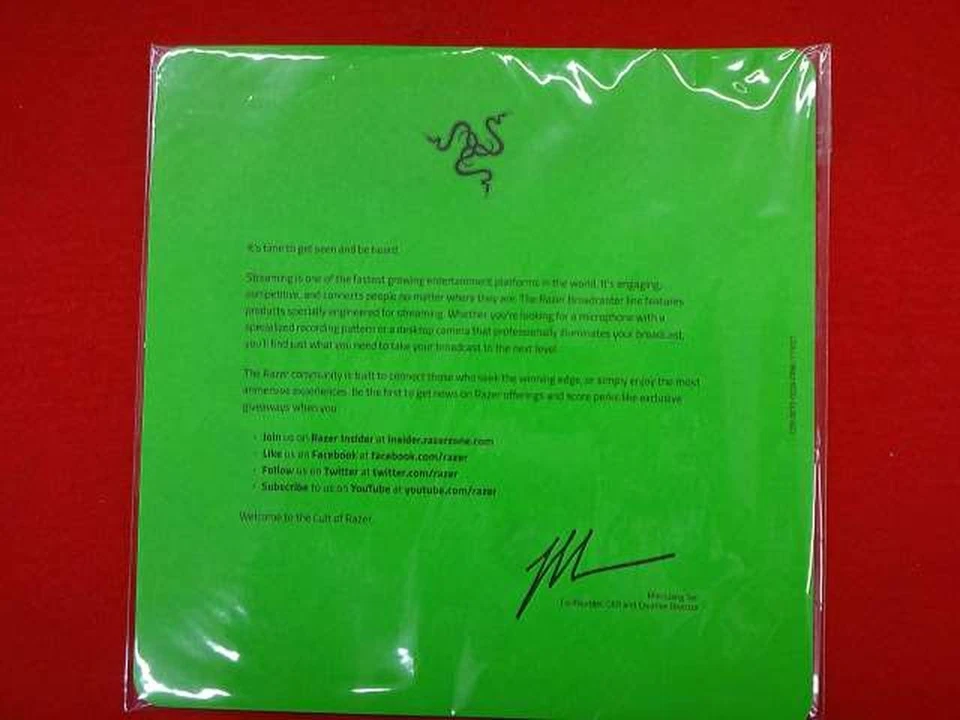 It's time to get seen and be heard.
Streaming is one of the fastest growing entertainment platforms in the world. It's engaging,
competitive, and connects people no matter where they are. The Razer Broadcaster line features
products specially engineered for streaming. Whether you're looking for a microphone with a
specialized recording pattern or a desktop camera that professionally illuminates your broadcast,
you'll find just what you need to take your broadcast to the next level.
The Razer community is built to connect those who seek the winning edge, or simply enjoy the most
immersive experiences. Be the first to get news on Razer offerings and score perks like exclusive
giveaways when you:
· Join us on Razer Insider at insider.razerzone.com
· Like us on Facebook at facebook.com/razer
· Follow us on Twitter at twitter.com/razer
· Subscribe to us on YouTube at youtube.com/razer
Welcome to the Cult of Razer.
Min-Liang Tan
Co-Founder, CEO and Creative Director